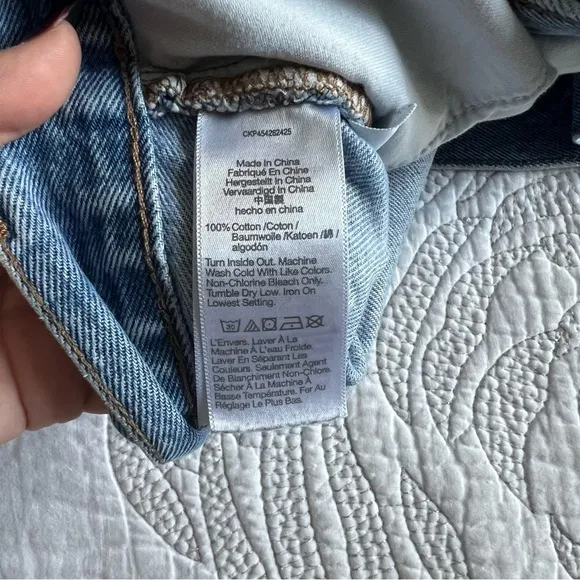 CKP454262425
Made In China
Fabriqué En Chine
Hergestellt In China
Vervaardigd In China
中国製
hecho en china
100% Cotton /Coton /
Baumwolle /Katoen /綿 /
algodón
Turn Inside Out. Machine
Wash Cold With Like Colors.
Non-Chlorine Bleach Only.
Tumble Dry Low. Iron On
Lowest Setting.
30
L'Envers. Laver À La
Machine À L'eau Froide.
Laver En Séparant Les
Couleurs. Seulement Agent
De Blanchiment Non-Chlore.
Sécher À La Machine À
Basse Température. Fer Au
Réglage Le Plus Bas.